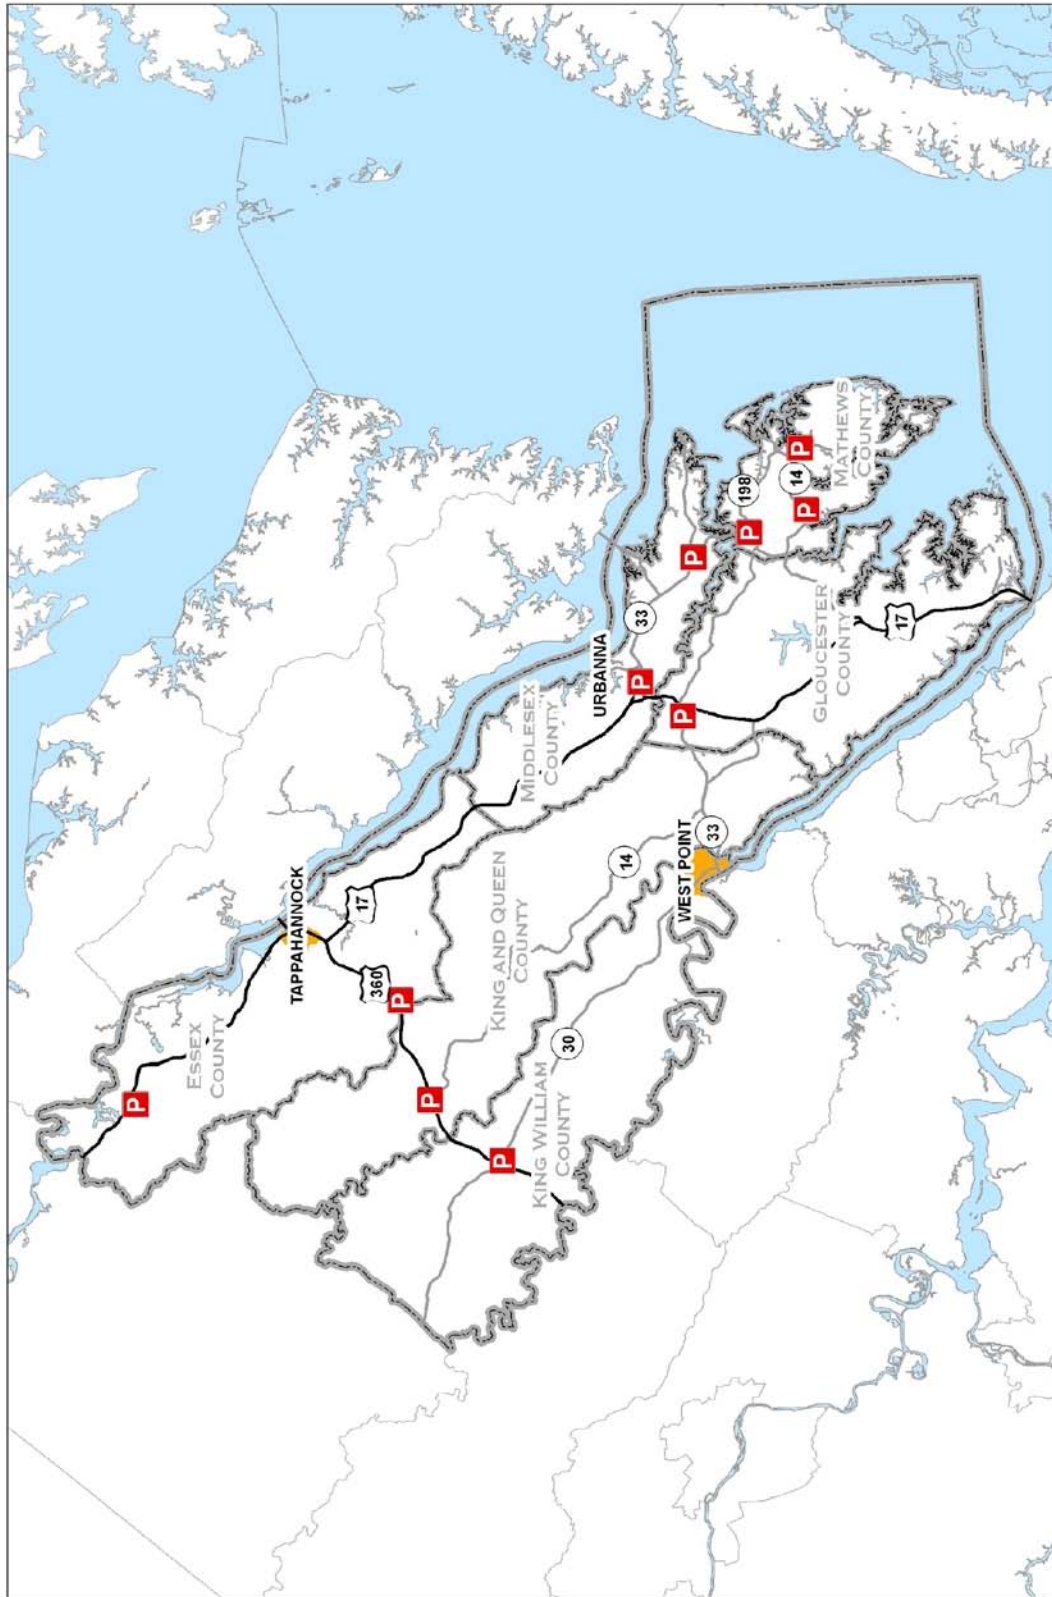 P
ESSEX
COUNTY
TAPPAHANNOCK
17
360
P
P
KING AND QUEEN
COUNTY
P
KING WILLIAM
COUNTY
MIDDLESEX
COUNTY
30
URBANNA
14
P
33
WEST POINT
P
P
33
P
198
14
P
P
GLOUCESTER
COUNTY
MATHEWS
COUNTY
17